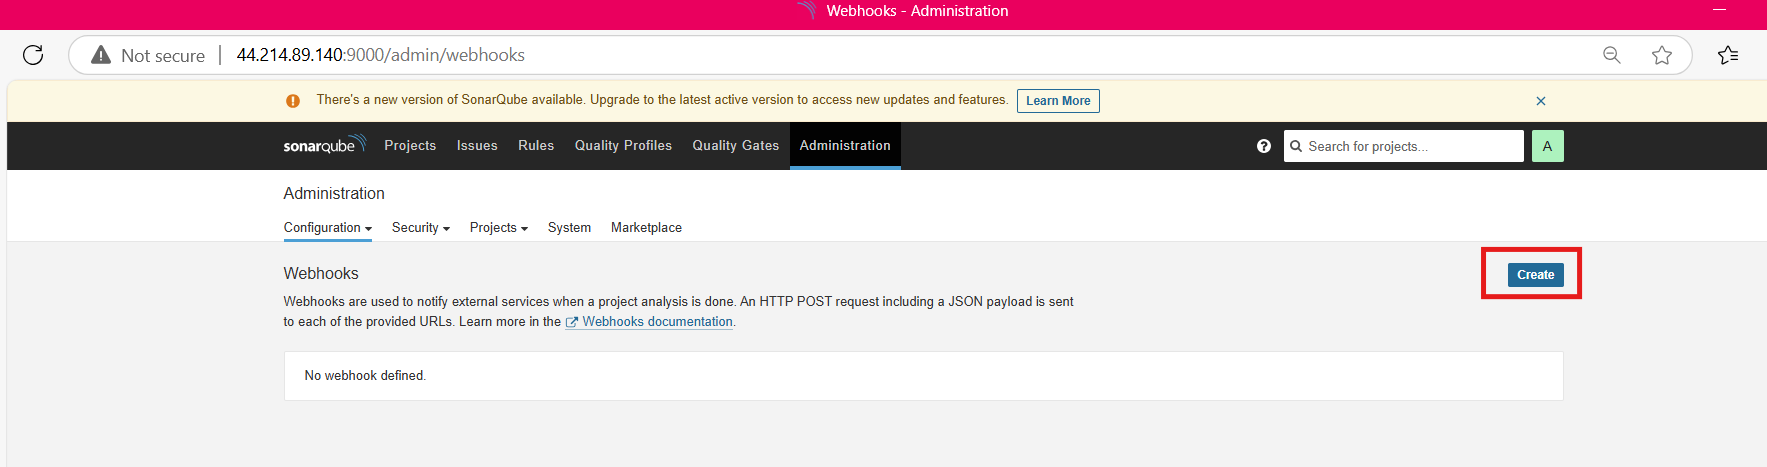 Webhooks - Administration
Not secure 44.214.89.140:9000/admin/webhooks
There's a new version of SonarQube available. Upgrade to the latest active version to access new updates and features. Learn More
sonarqube Projects Issues Rules Quality Profiles Quality Gates Administration Search for projects... A
Administration
Configuration Security Projects System Marketplace
Webhooks
Create
Webhooks are used to notify external services when a project analysis is done. An HTTP POST request including a JSON payload is sent
to each of the provided URLs. Learn more in the Webhooks documentation.
No webhook defined.